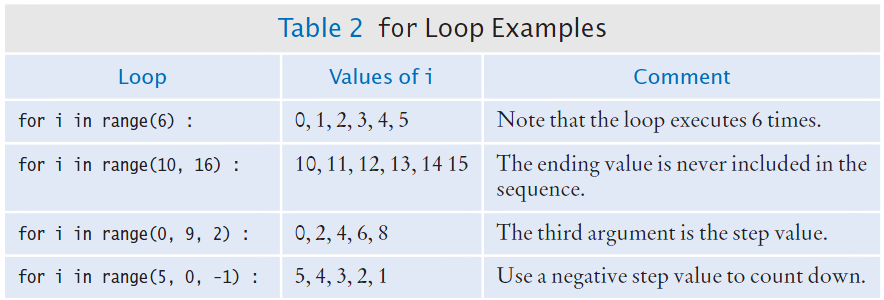 Table 2 for Loop Examples
Loop Values of i Comment
for i in range(6) : 0, 1, 2, 3, 4, 5 Note that the loop executes 6 times.
for i in range(10, 16) : 10, 11, 12, 13, 14 15 The ending value is never included in the
sequence.
for i in range(0, 9, 2) : 0, 2, 4, 6, 8 The third argument is the step value.
for i in range(5, 0, -1) : 5, 4, 3, 2, 1 Use a negative step value to count down.